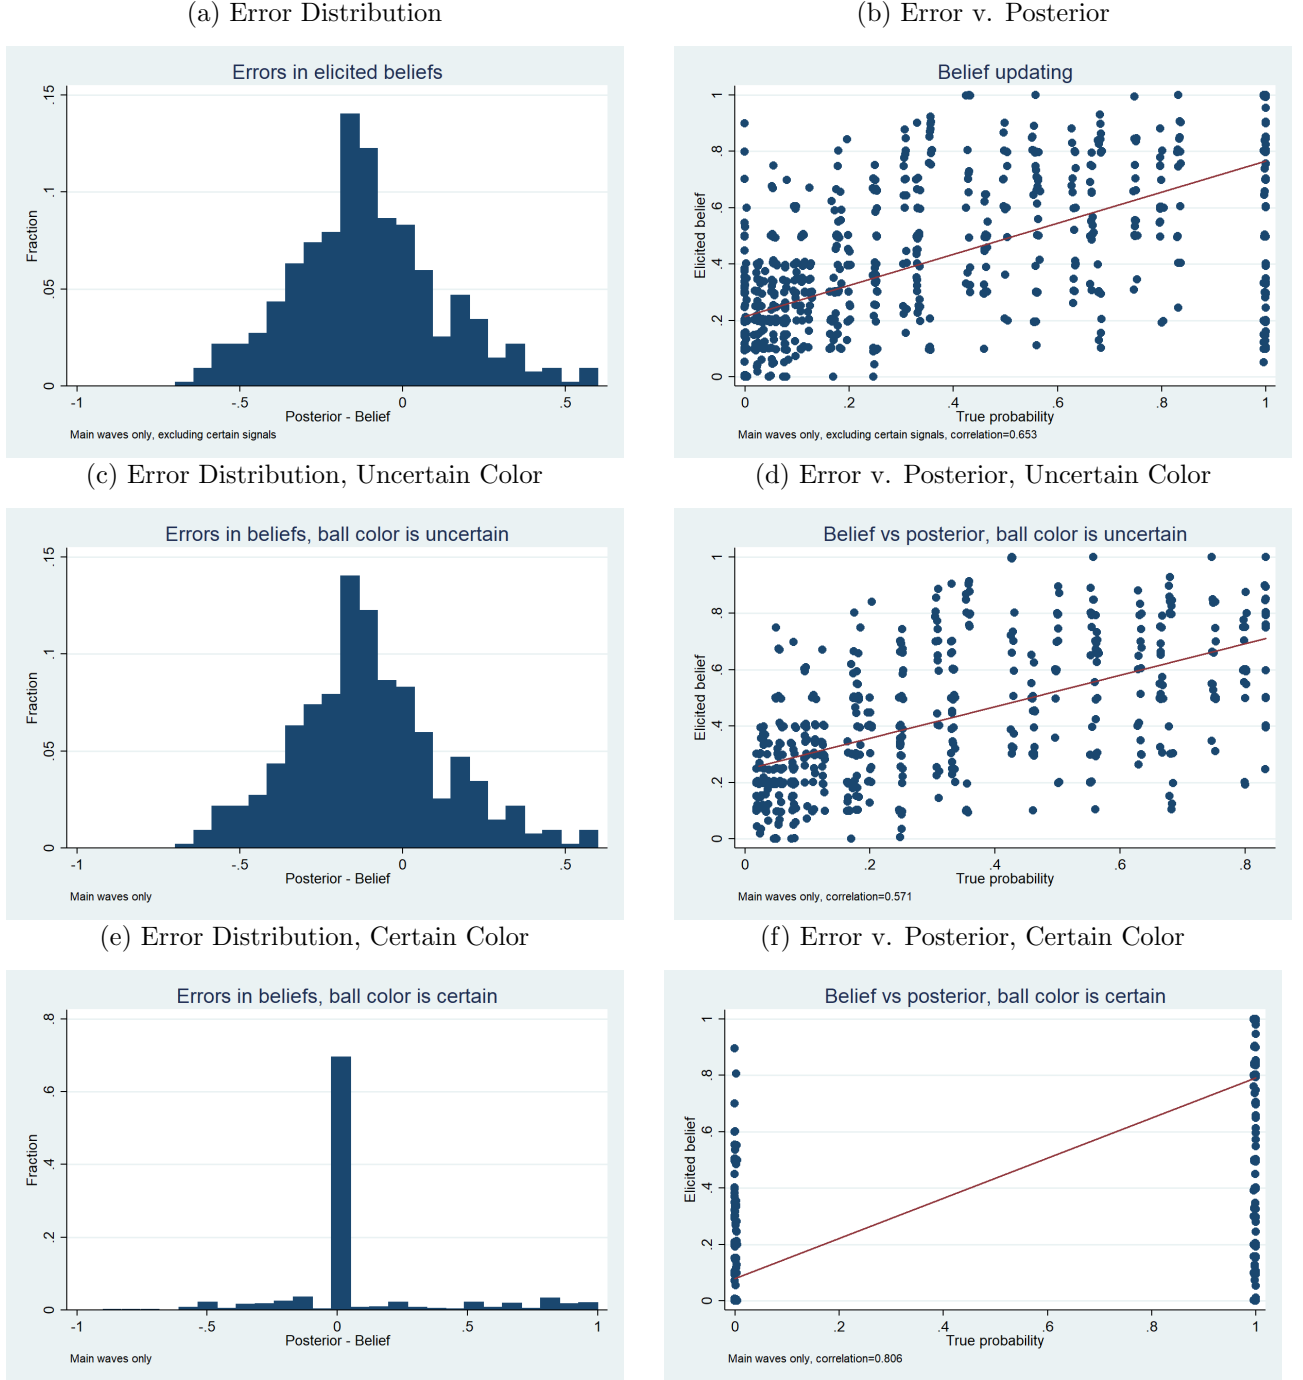 (a) Error Distribution
Errors in elicited beliefs
Fraction
.15
.1
.05
0
-1
-.5
0
.5
Posterior - Belief
Main waves only, excluding certain signals
(b) Error v. Posterior
Belief updating
Elicited belief
1
.8
.6
.4
.2
0
0
.2
.4
.6
.8
1
True probability
Main waves only, excluding certain signals, correlation=0.653
(c) Error Distribution, Uncertain Color
Errors in beliefs, ball color is uncertain
Fraction
.15
.1
.05
0
-1
-.5
0
.5
Posterior - Belief
Main waves only
(d) Error v. Posterior, Uncertain Color
Belief vs posterior, ball color is uncertain
Elicited belief
1
.8
.6
.4
.2
0
0
.2
.4
.6
.8
True probability
Main waves only, correlation=0.571
(e) Error Distribution, Certain Color
Errors in beliefs, ball color is certain
Fraction
.8
.6
.4
.2
0
-1
-.5
0
.5
1
Posterior - Belief
Main waves only
(f) Error v. Posterior, Certain Color
Belief vs posterior, ball color is certain
Elicited belief
1
.8
.6
.4
.2
0
0
.2
.4
.6
.8
1
True probability
Main waves only, correlation=0.806